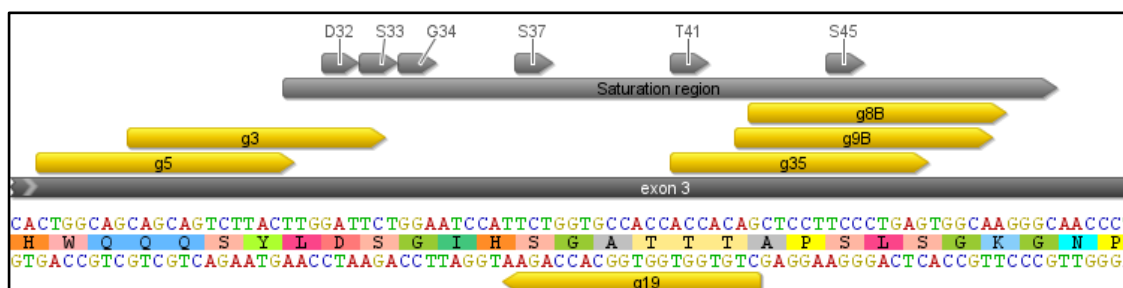 D32 S33 G34 S37 T41 S45
Saturation region
g8B
g3 g9B
g5 g35
exon 3
CACTGGCAGCAGCAGTCTTACTTGGATTCTGGAATCCATTCTGGTGCCACCACCACAGCTCCTTCCCTGAGTGGCAAGGGCAACCC
H W Q Q Q S Y L D S G I H S G A T T T A P S L S G K G N P
GTGACCGTCGTCGTCAGAATGAACCTAAGACCTTAGGTAAGACCACGGTGGTGGTGTCGAGGAAGGGACTCACCGTTCCCGTTGGG
g19